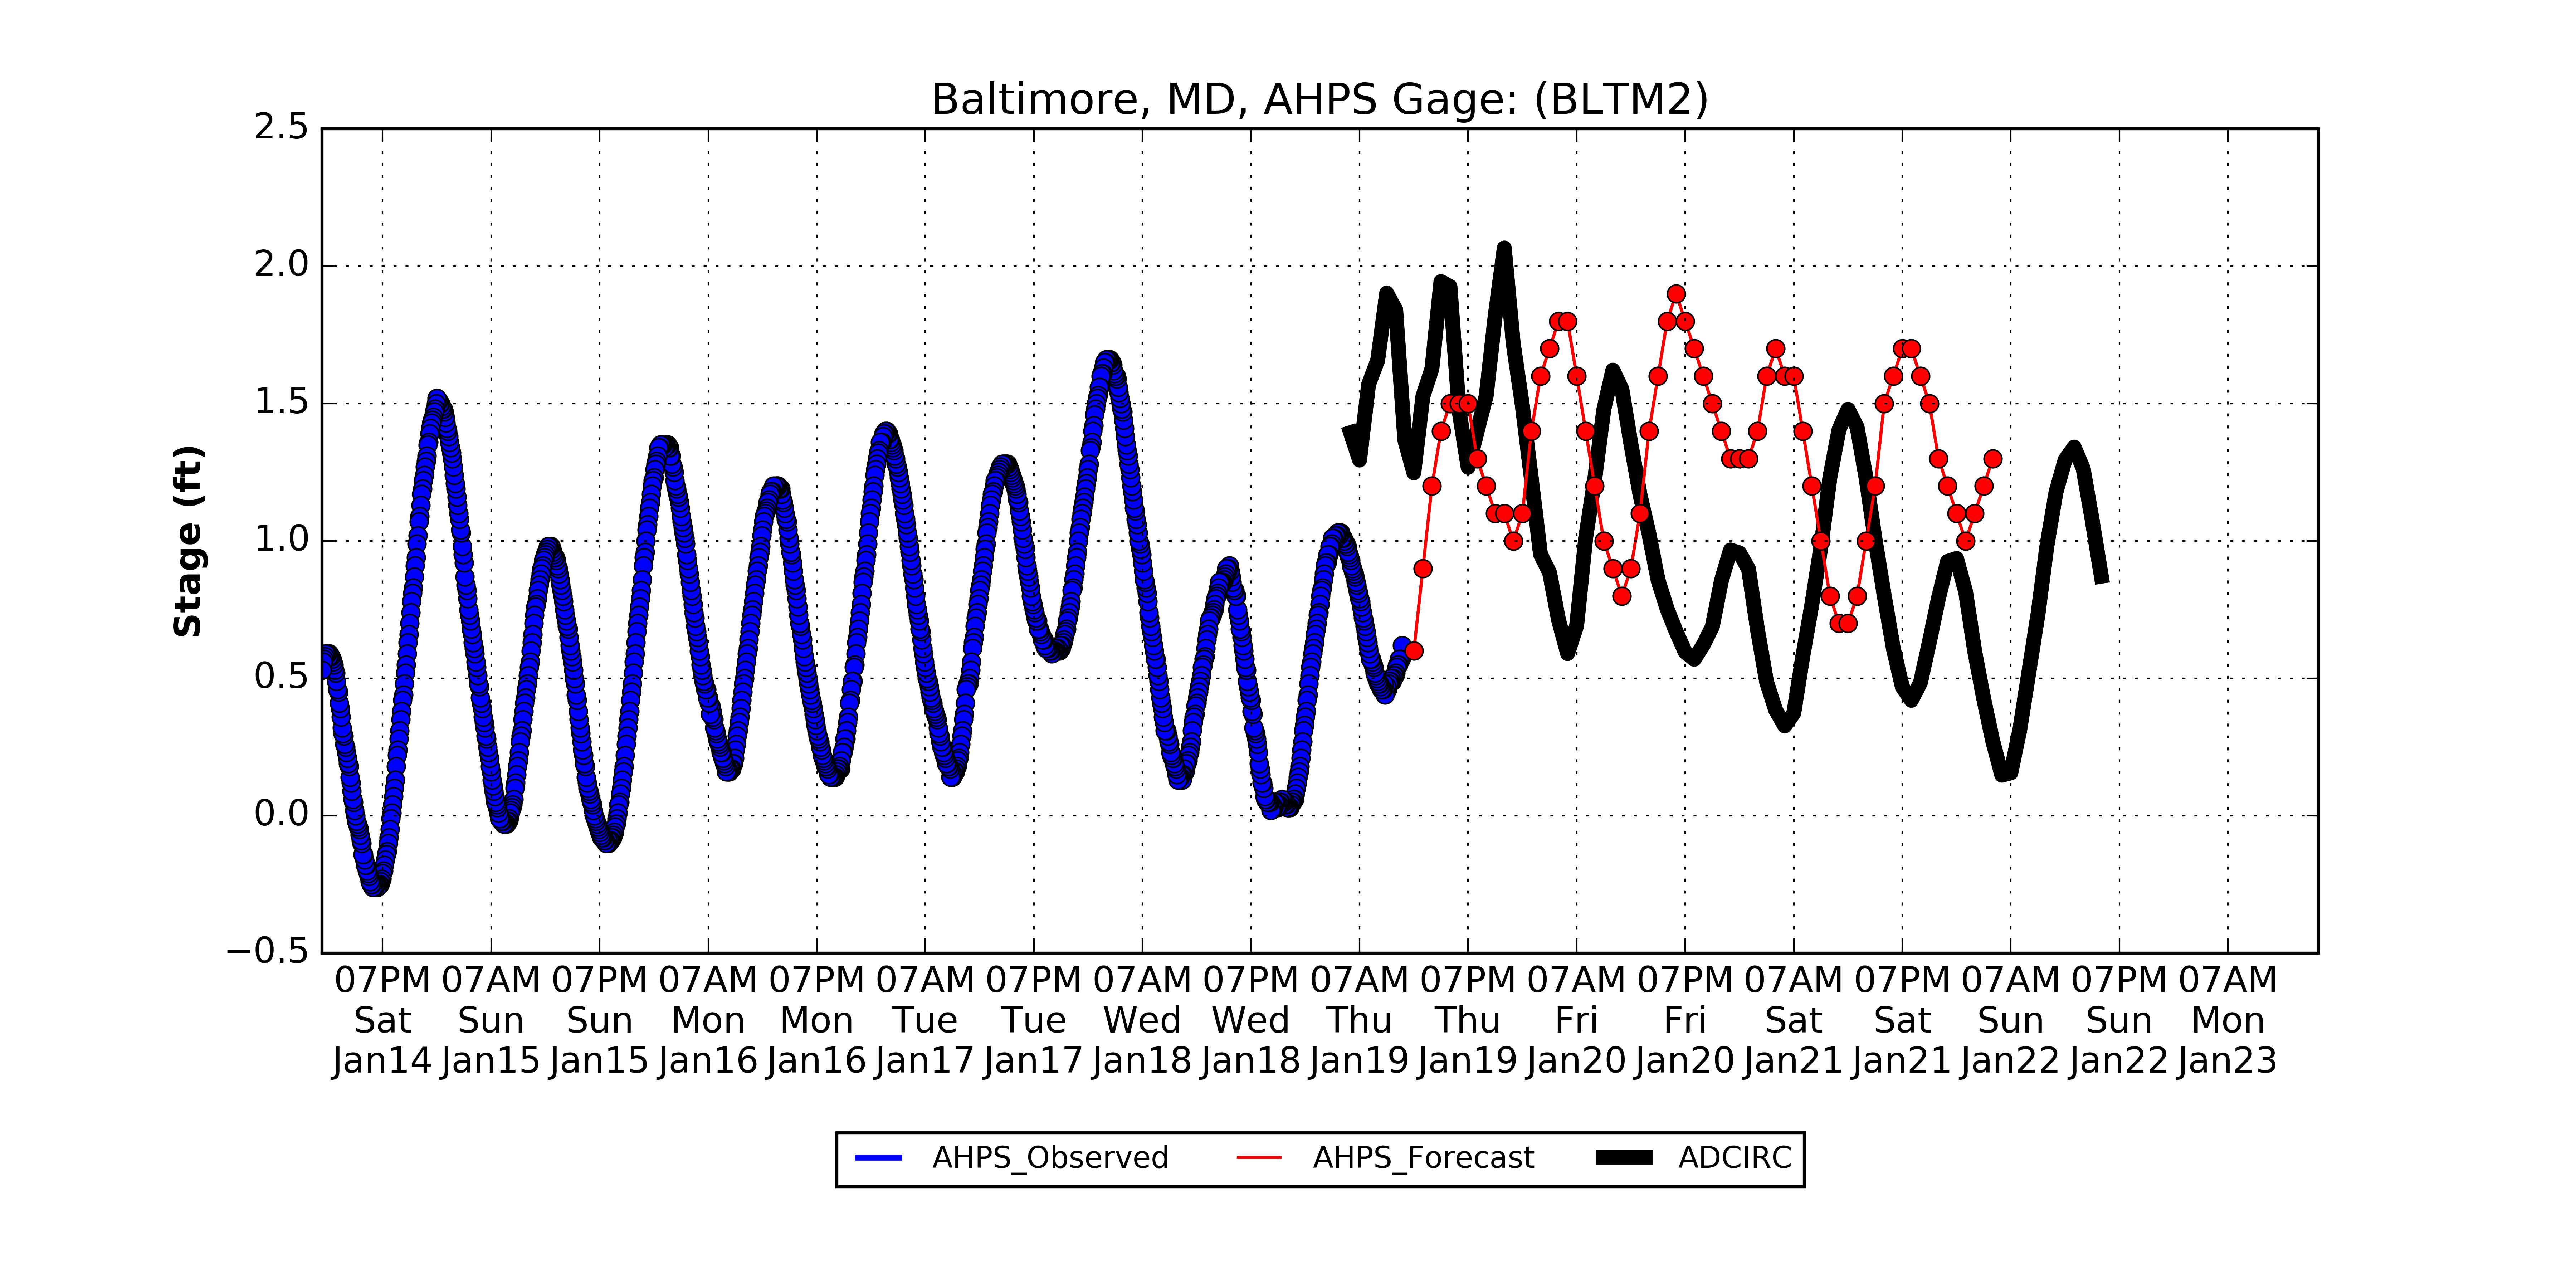 Baltimore, MD, AHPS Gage: (BLTM2)
2.5
2.0
1.5
1.0
0.5
0.0
−0.5
Stage (ft)
07PM 07AM 07PM 07AM 07PM 07AM 07PM 07AM 07PM 07AM 07PM 07AM 07PM 07AM 07PM 07AM 07PM 07AM
Sat Sun Sun Mon Mon Tue Tue Wed Wed Thu Thu Fri Fri Sat Sat Sun Sun Mon
Jan14 Jan15 Jan15 Jan16 Jan16 Jan17 Jan17 Jan18 Jan18 Jan19 Jan19 Jan20 Jan20 Jan21 Jan21 Jan22 Jan22 Jan23
AHPS_Observed AHPS_Forecast ADCIRC